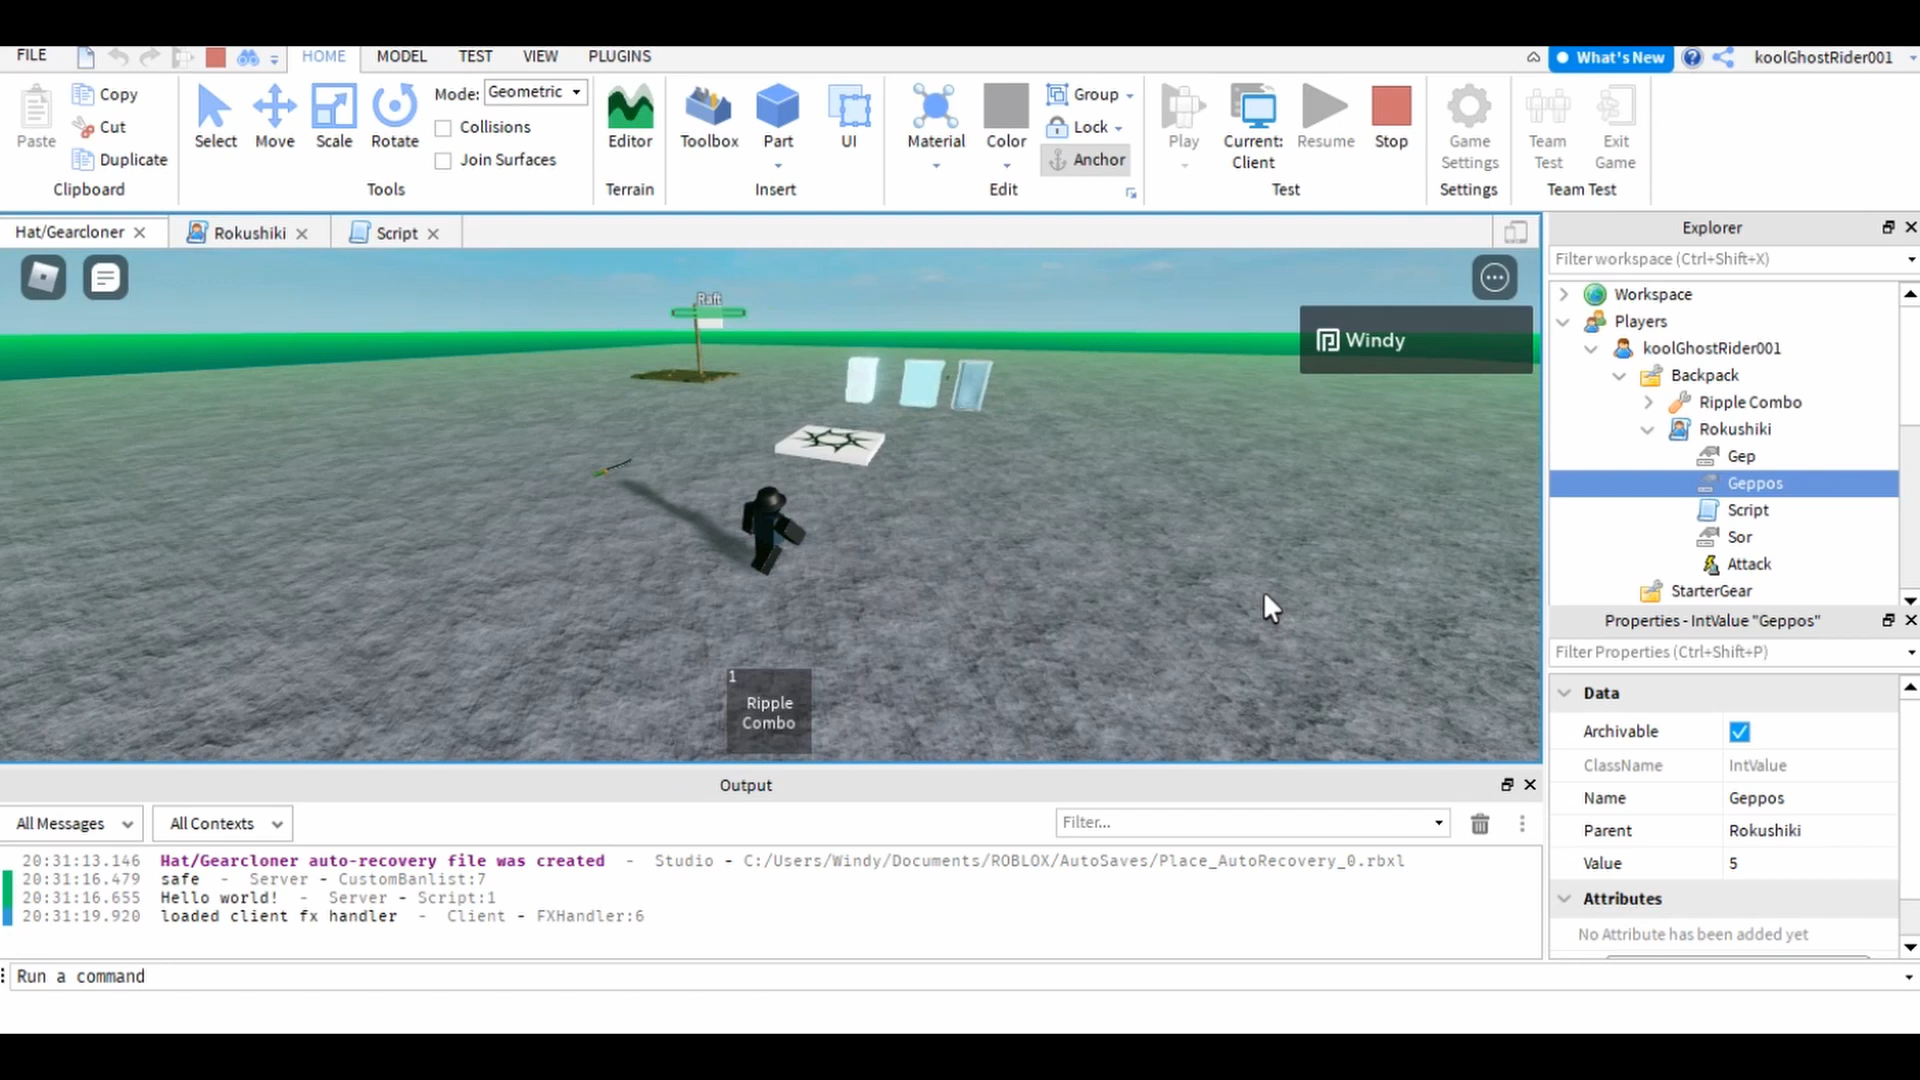 FILE HOME MODEL TEST VIEW PLUGINS What's New koolGhostRider001
Paste Copy Cut Duplicate Clipboard
Select Move Scale Rotate Mode: Geometric Collisions Join Surfaces Tools
Editor Terrain
Toolbox Part UI Insert
Material Color Group Lock Anchor Edit
Play Current: Client Resume Stop Test
Game Settings Settings
Team Test Exit Game Team Test
Hat/Gearcloner Rokushiki Script
Raft
Windy
1
Ripple
Combo
Explorer
Filter workspace (Ctrl+Shift+X)
Workspace
Players
koolGhostRider001
Backpack
Ripple Combo
Rokushiki
Gep
Geppos
Script
Sor
Attack
StarterGear
Properties - IntValue "Geppos"
Filter Properties (Ctrl+Shift+P)
Data
Archivable
ClassName IntValue
Name Geppos
Parent Rokushiki
Value 5
Attributes
No Attribute has been added yet
Output
All Messages All Contexts Filter...
20:31:13.146 Hat/Gearcloner auto-recovery file was created - Studio - C:/Users/Windy/Documents/ROBLOX/AutoSaves/Place_AutoRecovery_0.rbxl
20:31:16.479 safe - Server - CustomBanlist:7
20:31:16.655 Hello world! - Server - Script:1
20:31:19.920 loaded client fx handler - Client - FXHandler:6
Run a command